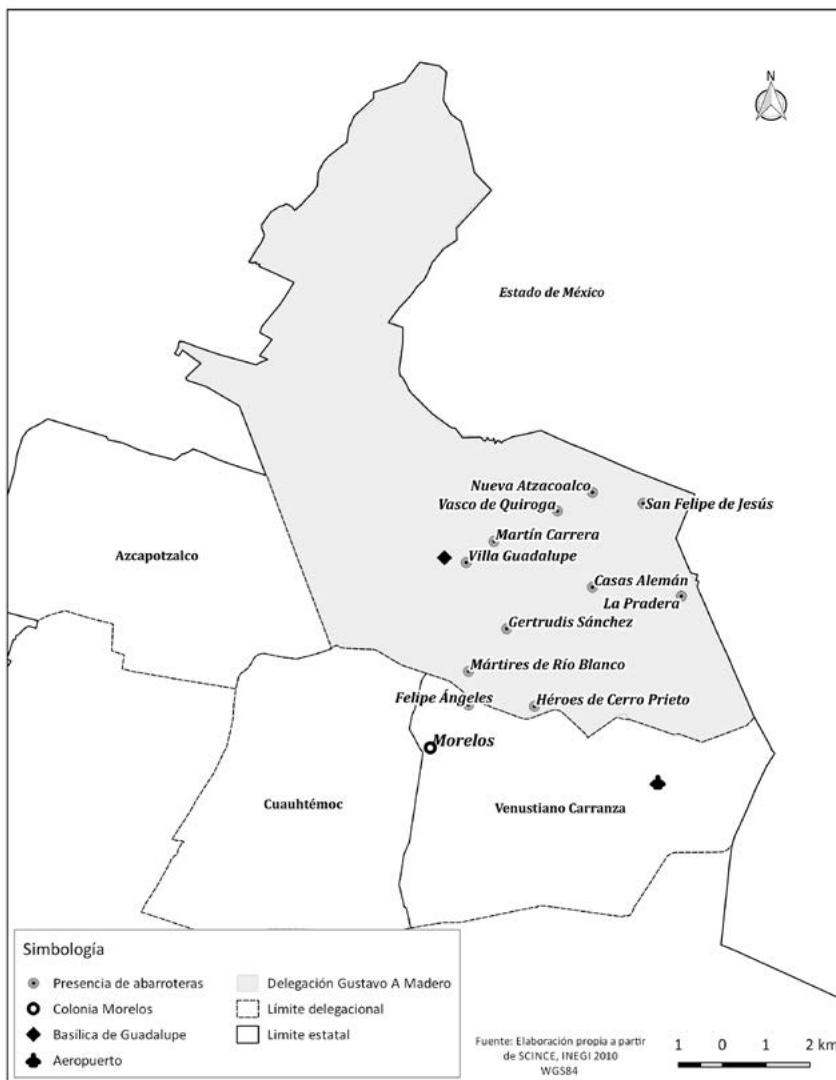 N
Estado de México
Nueva Atzacoalco
Vasco de Quiroga
San Felipe de Jesús
Martín Carrera
Azcapotzalco
Villa Guadalupe
Casas Alemán
La Pradera
Gertrudis Sánchez
Mártires de Río Blanco
Felipe Ángeles
Héroes de Cerro Prieto
Morelos
Cuauhtémoc
Venustiano Carranza
Simbología
Presencia de abarroteras
Delegación Gustavo A Madero
Colonia Morelos
Límite delegacional
Basílica de Guadalupe
Limite estatal
Aeropuerto
Fuente: Elaboración propia a partir
de SCINCE, INEGI 2010
WGS84
1 0 1 2 km